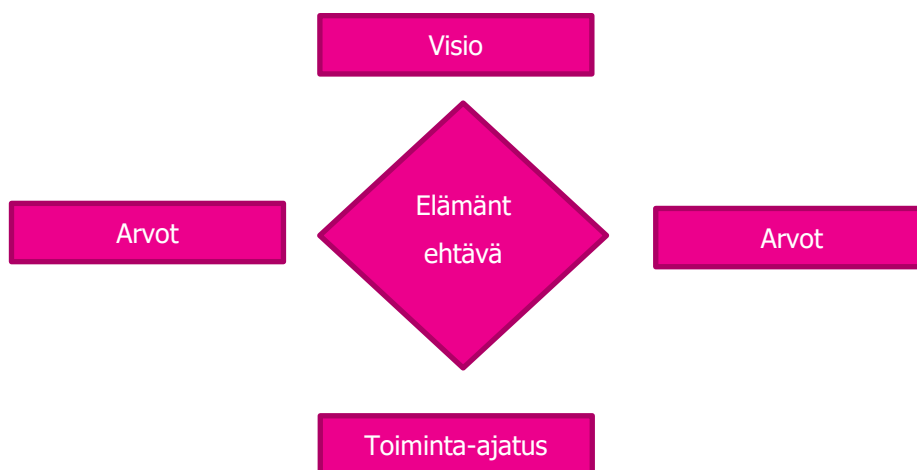 Visio
Elämänt
ehtävä
Arvot
Arvot
Toiminta-ajatus